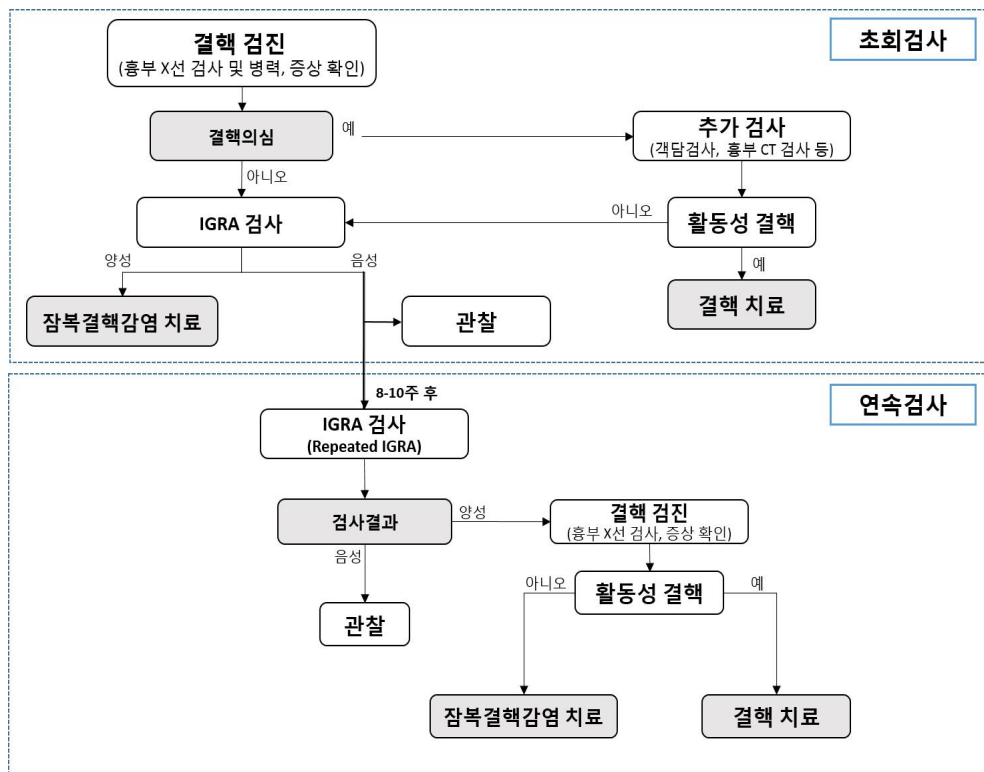 초회검사
결핵 검진
(흉부 X선 검사 및 병력, 증상 확인)
결핵의심
예
추가 검사
(객담검사, 흉부 CT 검사 등)
아니오
IGRA 검사
아니오
활동성 결핵
양성
음성
예
잠복결핵감염 치료
관찰
결핵 치료
8-10주 후
연속검사
IGRA 검사
(Repeated IGRA)
검사결과
양성
결핵 검진
(흉부 X선 검사, 증상 확인)
음성
아니오
활동성 결핵
예
관찰
잠복결핵감염 치료
결핵 치료